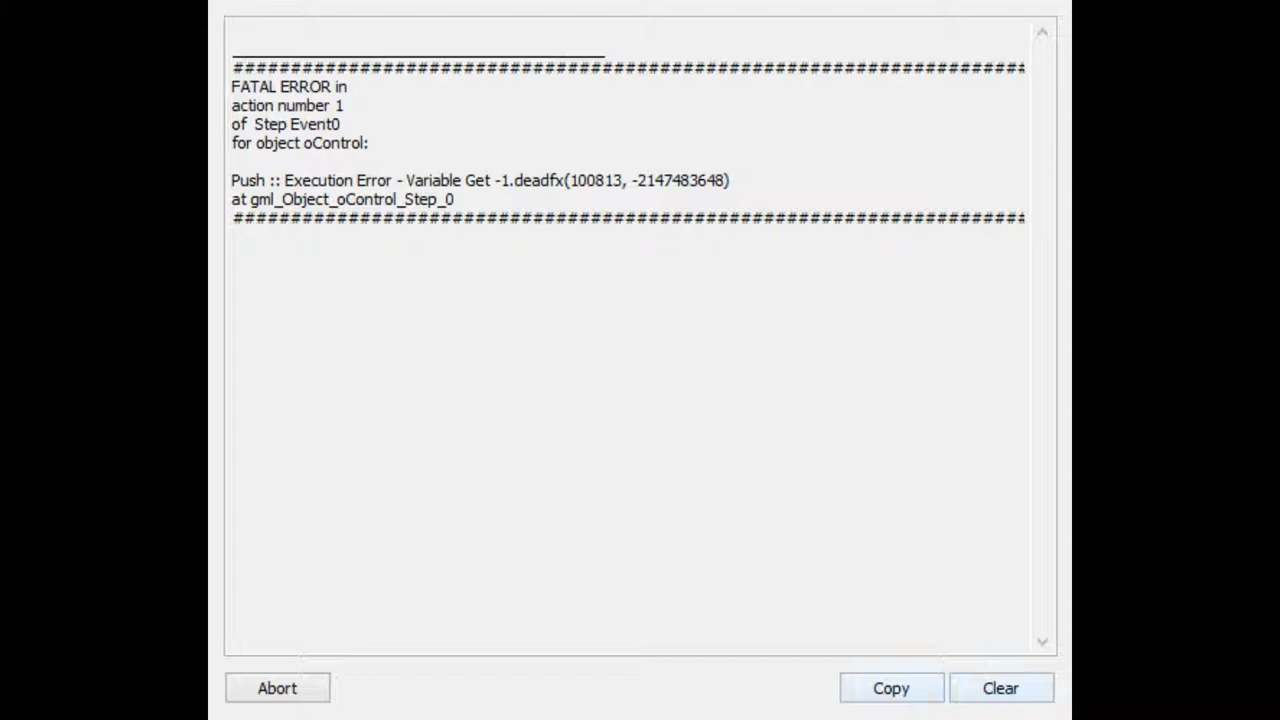 ___________________________________________
############################################################################################
FATAL ERROR in
action number 1
of  Step Event0
for object oControl:
Push :: Execution Error - Variable Get -1.deadfx(100813, -2147483648)
at gml_Object_oControl_Step_0
############################################################################################
Abort
Copy
Clear